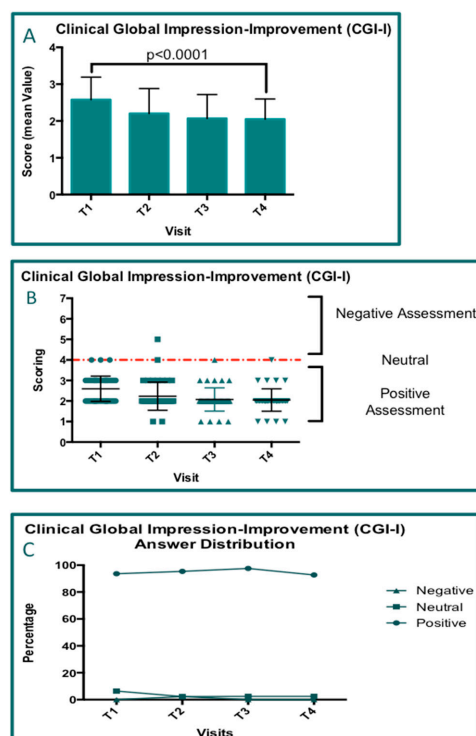 Clinical Global Impression-Improvement (CGI-I)
A
p<0.0001
4
3
2
1
0
Score (mean Value)
T1 T2 T3 T4
Visit
Clinical Global Impression-Improvement (CGI-I)
B
7
6
5
4
3
2
1
0
Scoring
Negative Assessment
Neutral
Positive
Assessment
T1 T2 T3 T4
Visit
Clinical Global Impression-Improvement (CGI-I)
Answer Distribution
C
100
80
60
40
20
0
Percentage
Negative
Neutral
Positive
T1 T2 T3 T4
Visits